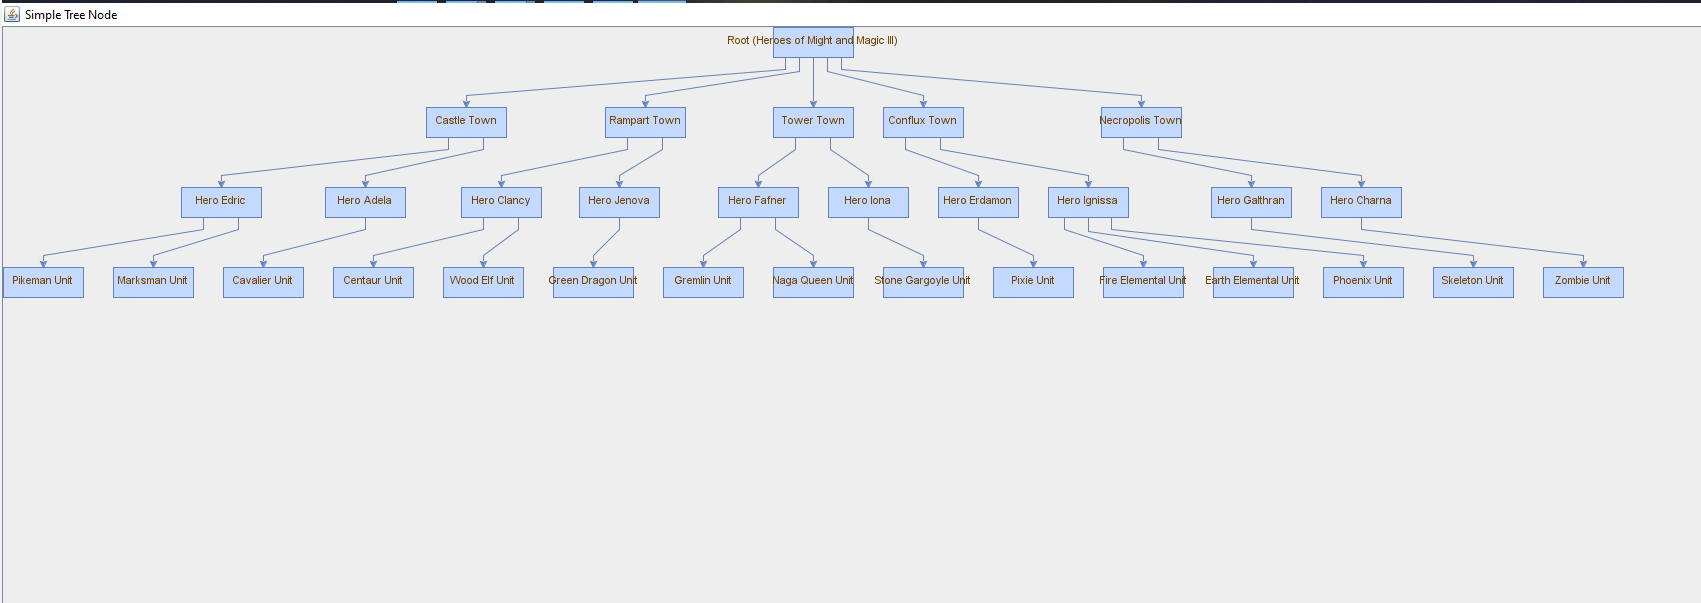 Simple Tree Node
Root (Heroes of Might and Magic III)
Castle Town
Rampart Town
Tower Town
Conflux Town
Necropolis Town
Hero Edric
Hero Adela
Hero Clancy
Hero Jenova
Hero Fafner
Hero Iona
Hero Erdamon
Hero Ignissa
Hero Galthran
Hero Charna
Pikeman Unit
Marksman Unit
Cavalier Unit
Centaur Unit
Wood Elf Unit
Green Dragon Unit
Gremlin Unit
Naga Queen Unit
Stone Gargoyle Unit
Pixie Unit
Fire Elemental Unit
Earth Elemental Unit
Phoenix Unit
Skeleton Unit
Zombie Unit